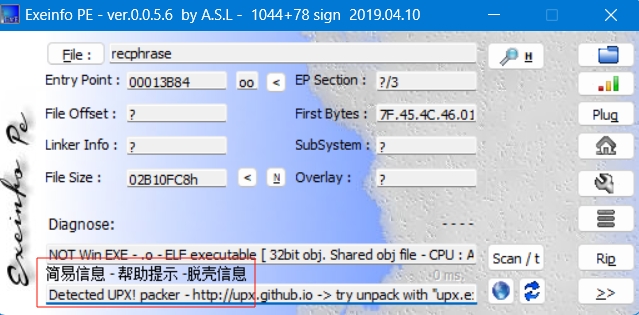 Exeinfo PE - ver.0.0.5.6 by A.S.L - 1044+78 sign 2019.04.10
File : recphrase H
Entry Point : 00013B84 oo < EP Section : ?/3
File Offset : ? First Bytes : 7F.45.4C.46.01 Plug
Linker Info : ? SubSystem : ?
File Size : 02B10FC8h < N Overlay : ?
Diagnose: ----
NOT Win EXE - .o - ELF executable [ 32bit obj. Shared obj file - CPU : A Scan / t Rip
简易信息 - 帮助提示 -脱壳信息 0 ms.
Detected UPX! packer - http://upx.github.io -> try unpack with "upx.e >>
Exeinfo Pe